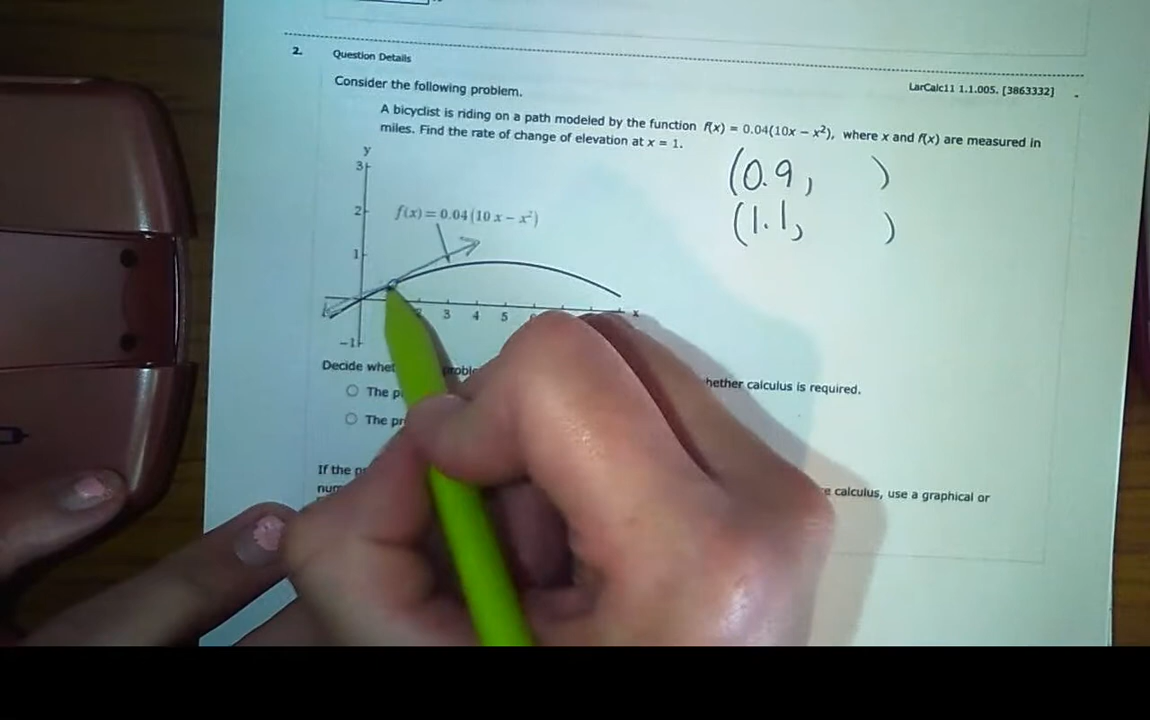 2. Question Details
LarCalc11 1.1.005. [3863332]
Consider the following problem.
A bicyclist is riding on a path modeled by the function f(x) = 0.04(10x − x²), where x and f(x) are measured in
miles. Find the rate of change of elevation at x = 1.
(0.9, )
(1.1, )
y
3
2
f(x) = 0.04(10 x − x²)
1
2 3 4 5
x
−1
Decide
hether calculus is required.
The
The
If the
e calculus, use a graphical or